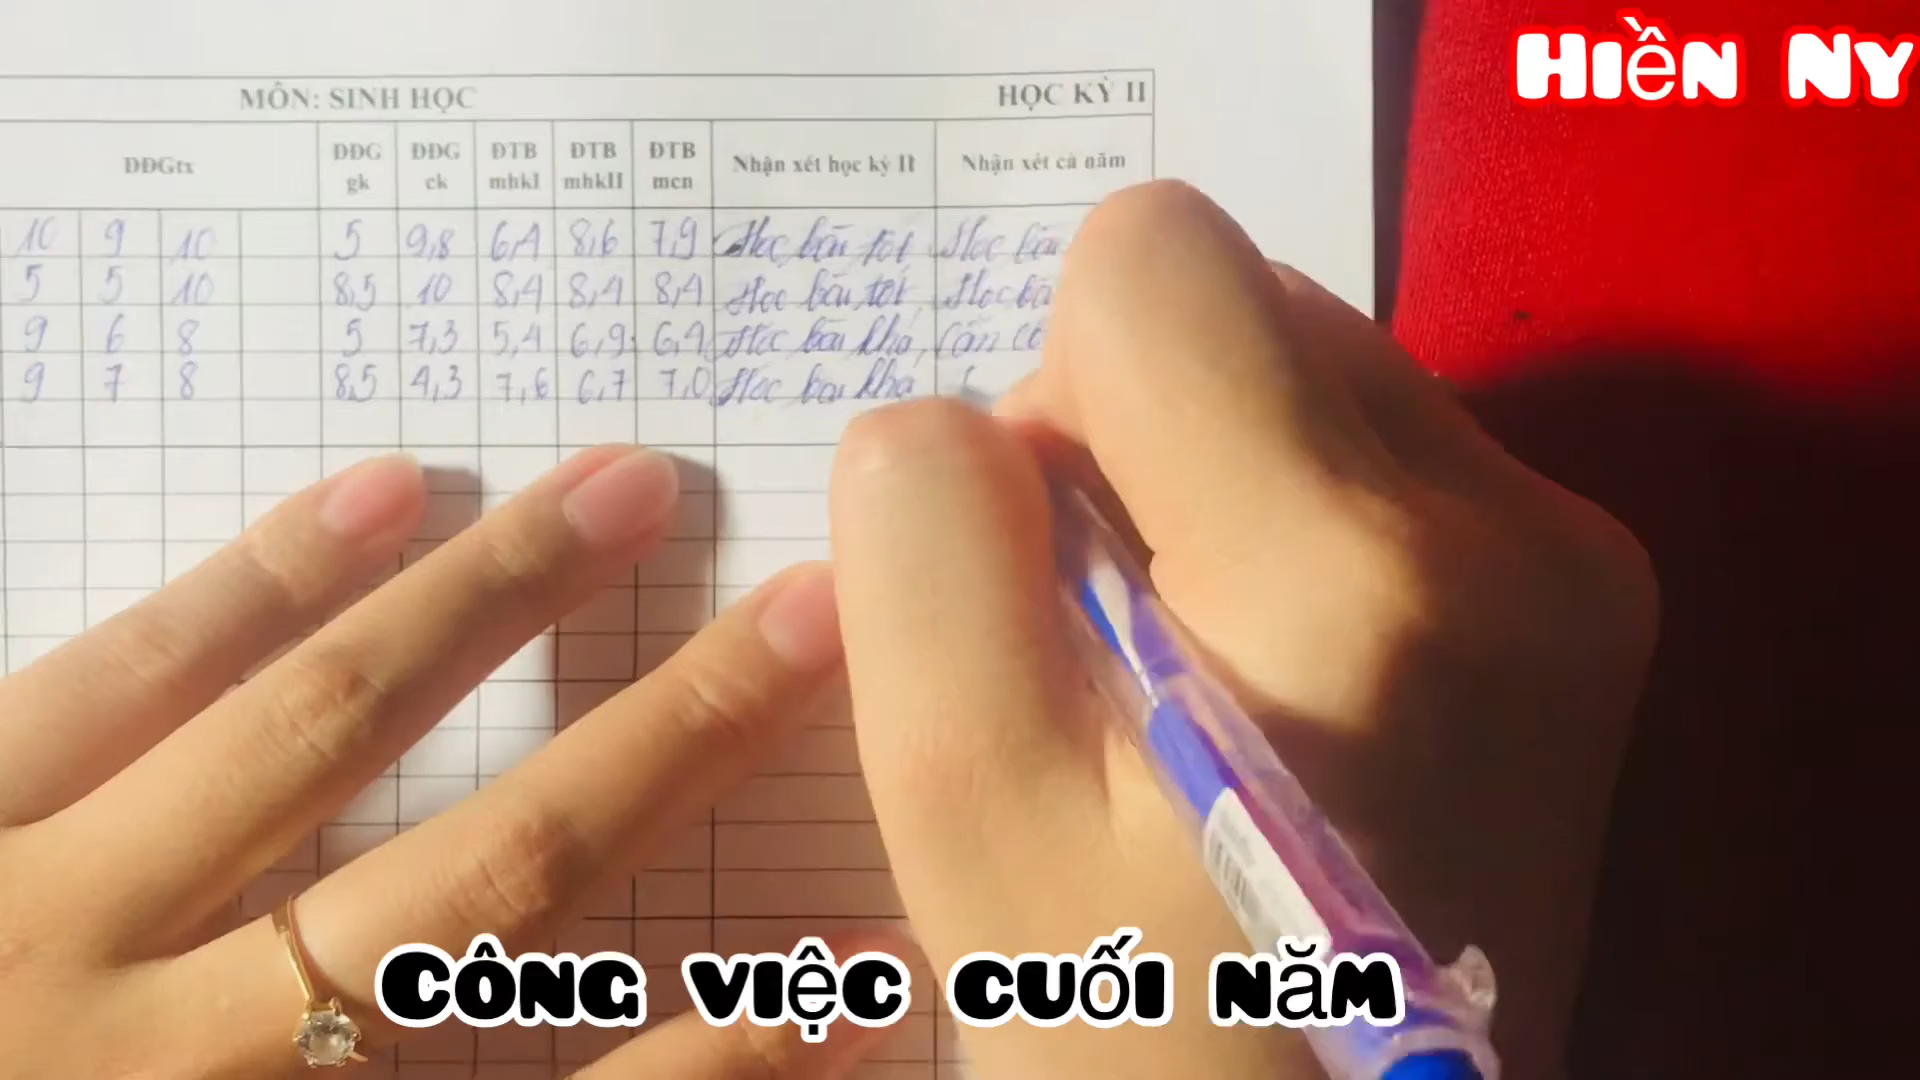 Hiền Ny
MÔN: SINH HỌC HỌC KỲ II
ĐĐGtx ĐĐG gk ĐĐG ck ĐTB mhkI ĐTB mhkII ĐTB mcn Nhận xét học kỳ II Nhận xét cả năm
10 9 10 5 9,8 6,4 8,6 7,9 Học bài tốt Học bài
5 5 10 8,5 10 8,4 8,4 8,4 Học bài tốt, Học bà
9 6 8 5 7,3 5,4 6,9 6,4 Học bài khá, Cần cố
9 7 8 8,5 4,3 7,6 6,7 7,0 Học bài khá
Công việc cuối năm